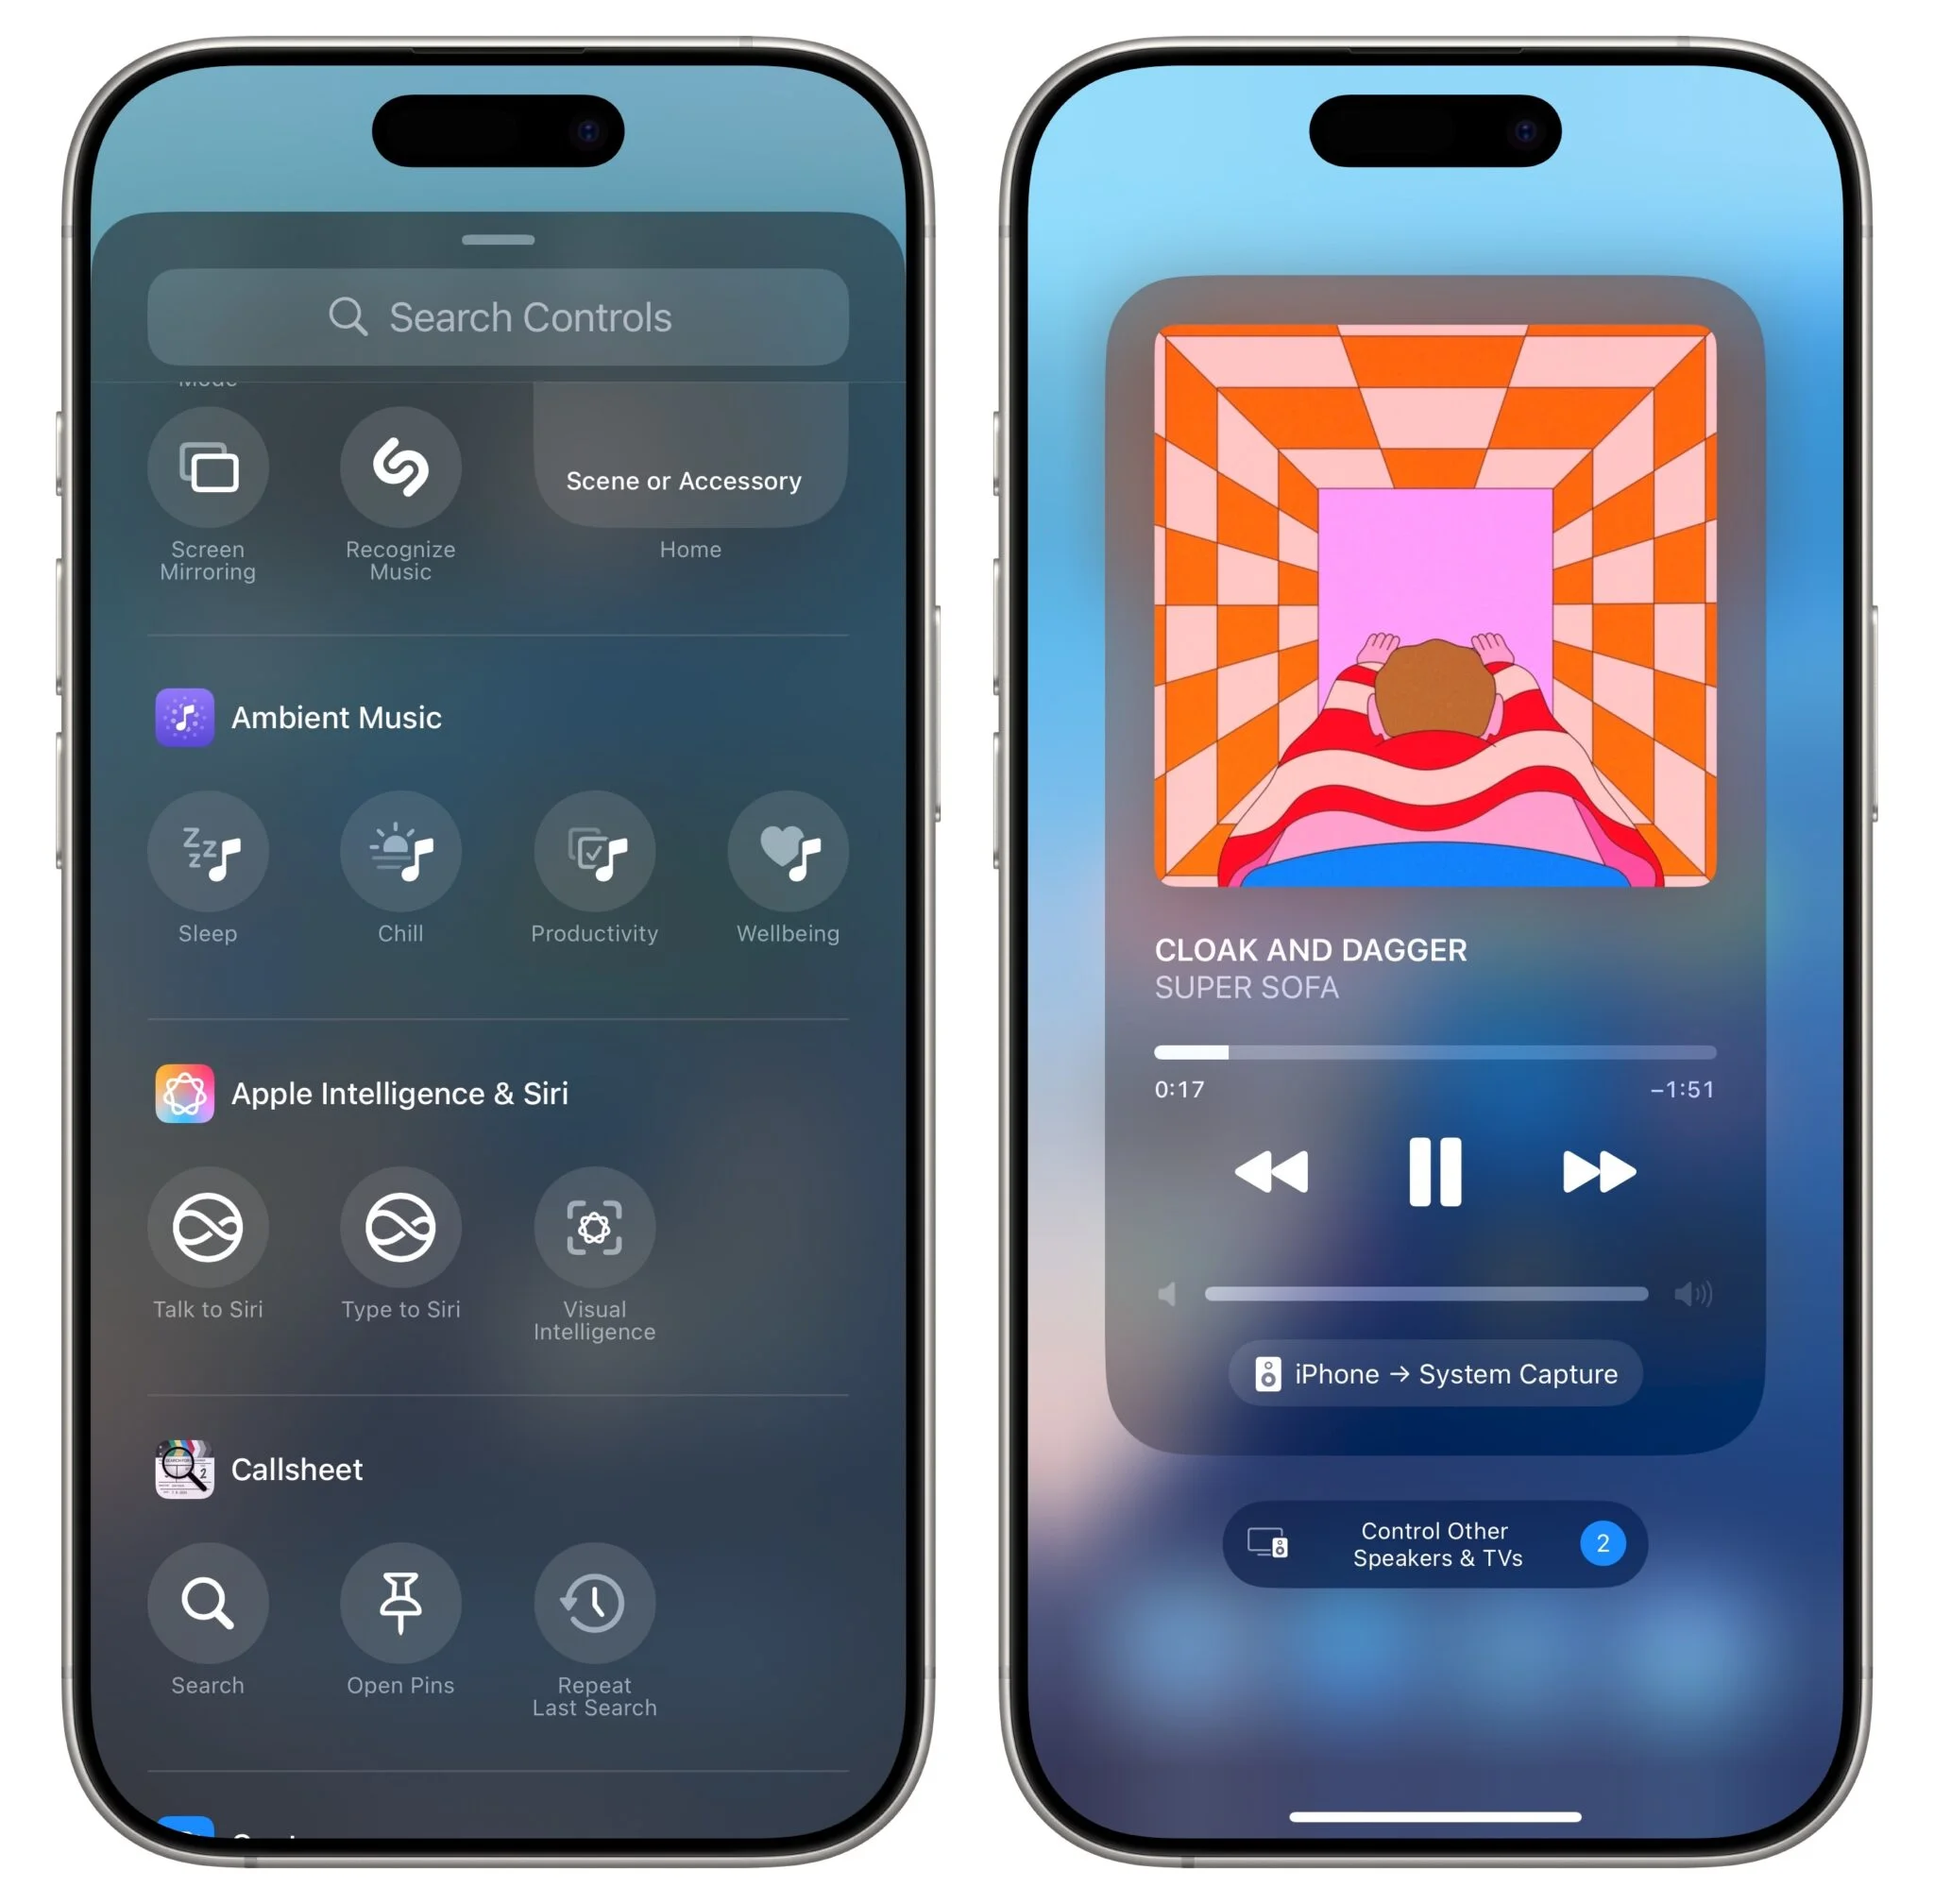 Search Controls
Mode
Scene or Accessory
Screen
Mirroring
Recognize
Music
Home
Ambient Music
Sleep
Chill
Productivity
Wellbeing
Apple Intelligence & Siri
Talk to Siri
Type to Siri
Visual
Intelligence
Callsheet
Search
Open Pins
Repeat
Last Search
CLOAK AND DAGGER
SUPER SOFA
0:17
−1:51
iPhone → System Capture
Control Other
Speakers & TVs
2